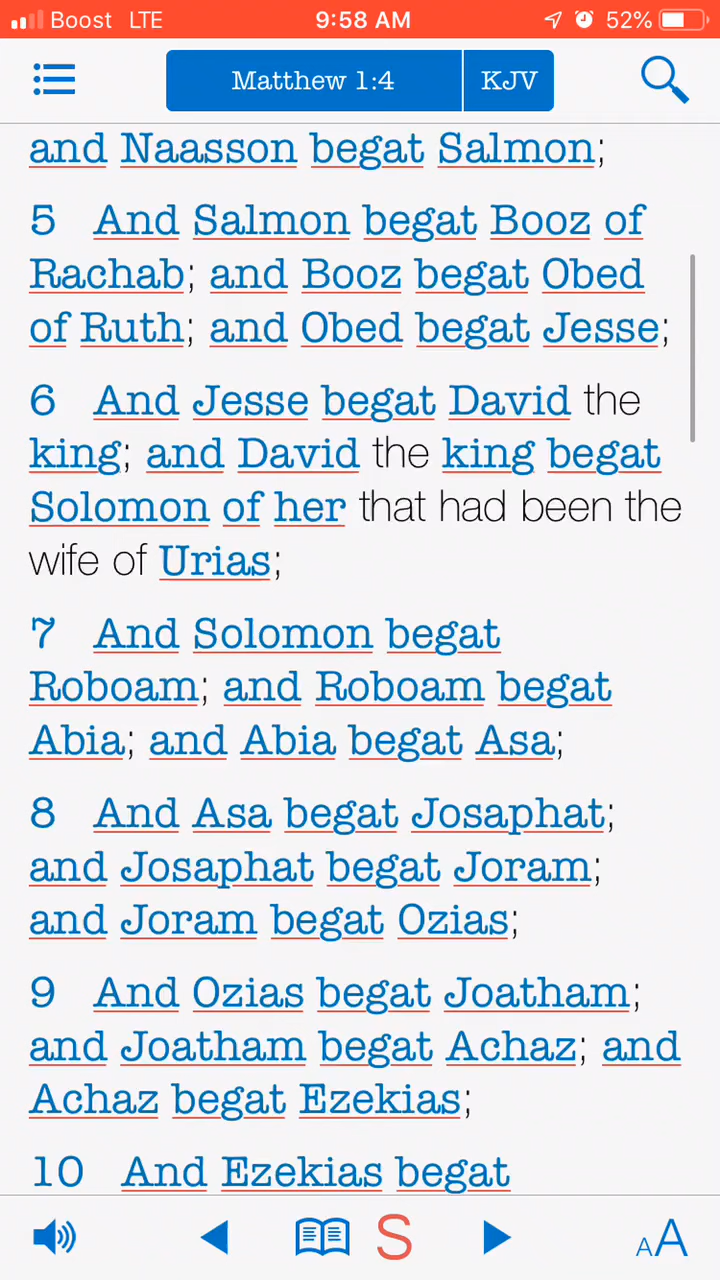 Boost LTE 9:58 AM 52%
Matthew 1:4 KJV
and Naasson begat Salmon;
5 And Salmon begat Booz of
Rachab; and Booz begat Obed
of Ruth; and Obed begat Jesse;
6 And Jesse begat David the
king; and David the king begat
Solomon of her that had been the
wife of Urias;
7 And Solomon begat
Roboam; and Roboam begat
Abia; and Abia begat Asa;
8 And Asa begat Josaphat;
and Josaphat begat Joram;
and Joram begat Ozias;
9 And Ozias begat Joatham;
and Joatham begat Achaz; and
Achaz begat Ezekias;
10 And Ezekias begat
S AA